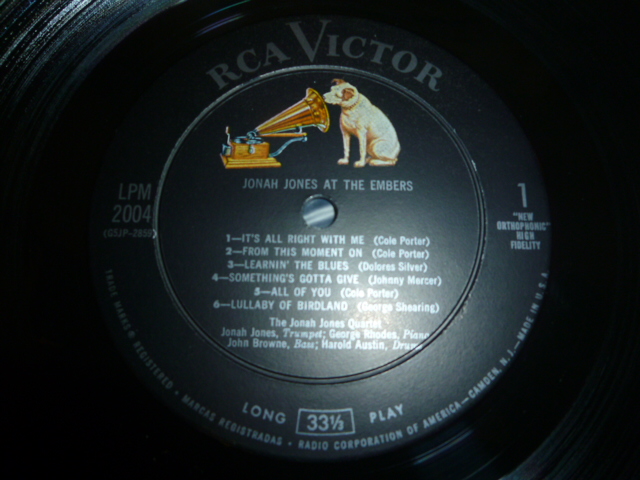 RCA VICTOR
JONAH JONES AT THE EMBERS
LPM
2004
1
"NEW
ORTHOPHONIC"
HIGH
FIDELITY
1—IT'S ALL RIGHT WITH ME (Cole Porter)
2—FROM THIS MOMENT ON (Cole Porter)
3—LEARNIN' THE BLUES (Dolores Silver)
4—SOMETHING'S GOTTA GIVE (Johnny Mercer)
5—ALL OF YOU (Cole Porter)
6—LULLABY OF BIRDLAND (George Shearing)
The Jonah Jones Quartet
Jonah Jones, Trumpet; George Rhodes, Piano
John Browne, Bass; Harold Austin, Drum
LONG 33⅓ PLAY
TRADE MARKS ® REGISTERED • MARCAS REGISTRADAS • RADIO CORPORATION OF AMERICA—CAMDEN, N. J.—MADE IN U.S.A.